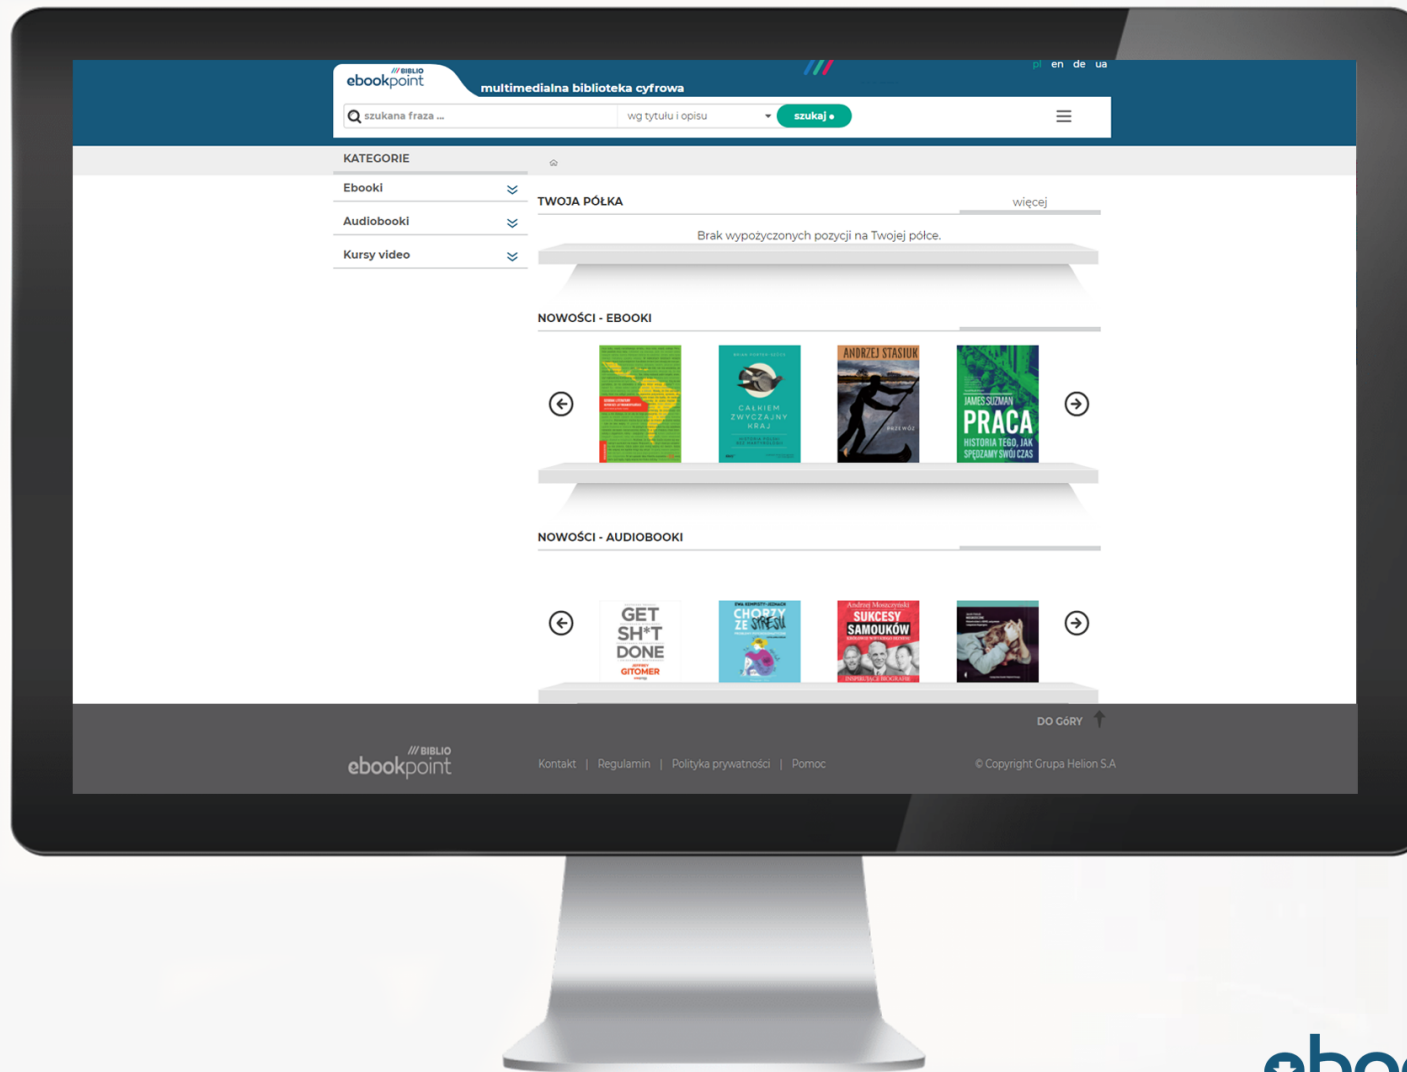 /// BIBLIO
ebookpoint
multimedialna biblioteka cyfrowa
pl en de ua
szukana fraza ...
wg tytułu i opisu
szukaj
KATEGORIE
Ebooki
Audiobooki
Kursy video
TWOJA PÓŁKA
więcej
Brak wypożyczonych pozycji na Twojej półce.
NOWOŚCI - EBOOKI
CAŁKIEM
ZWYCZAJNY
KRAJ
ANDRZEJ STASIUK
PRZEWÓZ
JAMES SUZMAN
PRACA
HISTORIA TEGO, JAK
SPĘDZAMY SWÓJ CZAS
NOWOŚCI - AUDIOBOOKI
GET
SH*T
DONE
JEFFREY
GITOMER
CHORZY
ZE STRESU
Andrzej Moszczyński
SUKCESY
SAMOUKÓW
INSPIRUJĄCE BIOGRAFIE
DO GóRY
/// BIBLIO
ebookpoint
Kontakt | Regulamin | Polityka prywatności | Pomoc
© Copyright Grupa Helion S.A